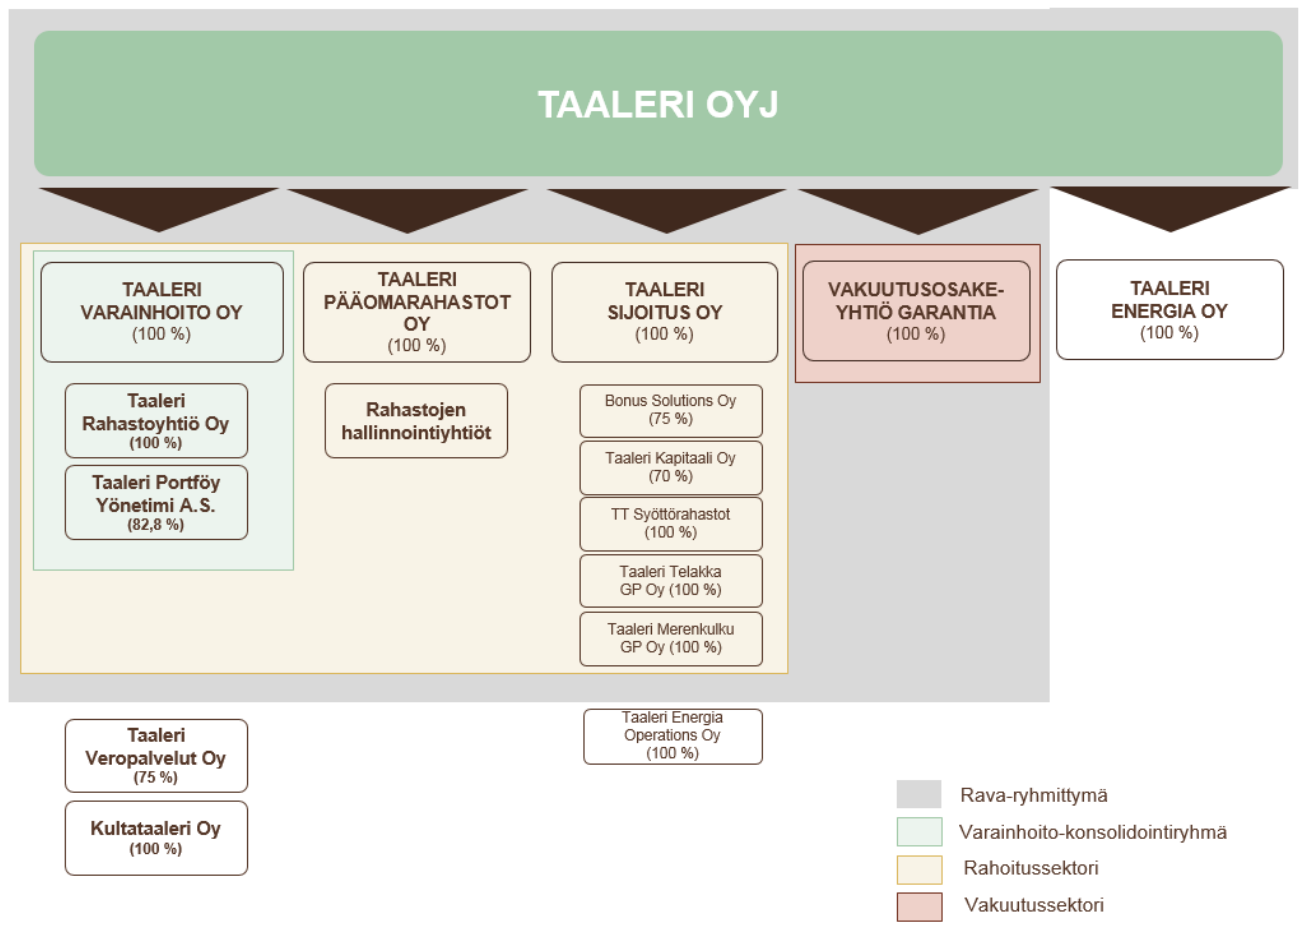 TAALERI OYJ
TAALERI
VARAINHOITO OY
(100 %)
Taaleri
Rahastoyhtiö Oy
(100 %)
Taaleri Portföy
Yönetimi A.S.
(82,8 %)
Taaleri
Veropalvelut Oy
(75 %)
Kultataaleri Oy
(100 %)
TAALERI
PÄÄOMARAHASTOT
OY
(100 %)
Rahastojen
hallinnointiyhtiöt
TAALERI
SIJOITUS OY
(100 %)
Bonus Solutions Oy
(75 %)
Taaleri Kapitaali Oy
(70 %)
TT Syöttörahastot
(100 %)
Taaleri Telakka
GP Oy (100 %)
Taaleri Merenkulku
GP Oy (100 %)
Taaleri Energia
Operations Oy
(100 %)
VAKUUTUSOSAKE-
YHTIÖ GARANTIA
(100 %)
TAALERI
ENERGIA OY
(100 %)
Rava-ryhmittymä
Varainhoito-konsolidointiryhmä
Rahoitussektori
Vakuutussektori